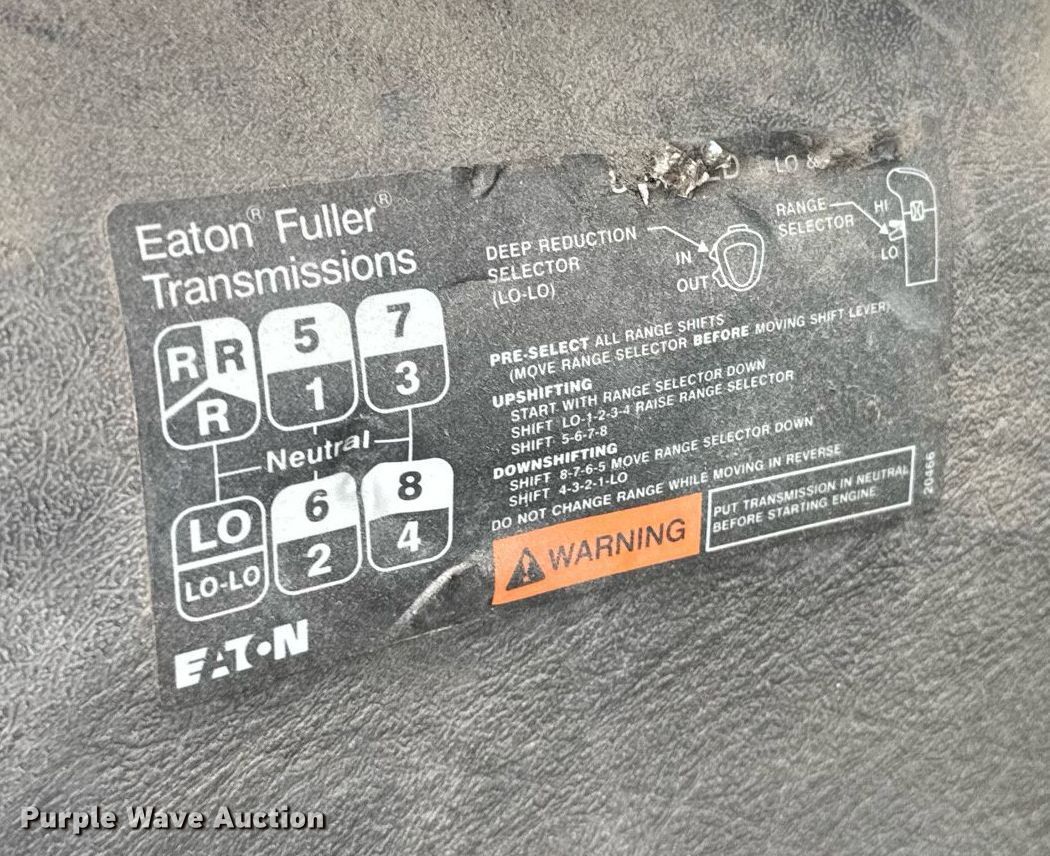 LO &
Eaton® Fuller®
Transmissions
R R
R
5
1
7
3
Neutral
LO
LO-LO
6
2
8
4
EATON
DEEP REDUCTION
SELECTOR
(LO-LO)
IN
OUT
RANGE
SELECTOR
HI
LO
PRE-SELECT ALL RANGE SHIFTS
(MOVE RANGE SELECTOR BEFORE MOVING SHIFT LEVER)
UPSHIFTING
START WITH RANGE SELECTOR DOWN
SHIFT LO-1-2-3-4 RAISE RANGE SELECTOR
SHIFT 5-6-7-8
DOWNSHIFTING
SHIFT 8-7-6-5 MOVE RANGE SELECTOR DOWN
SHIFT 4-3-2-1-LO
DO NOT CHANGE RANGE WHILE MOVING IN REVERSE
WARNING
PUT TRANSMISSION IN NEUTRAL
BEFORE STARTING ENGINE
20466
Purple Wave Auction